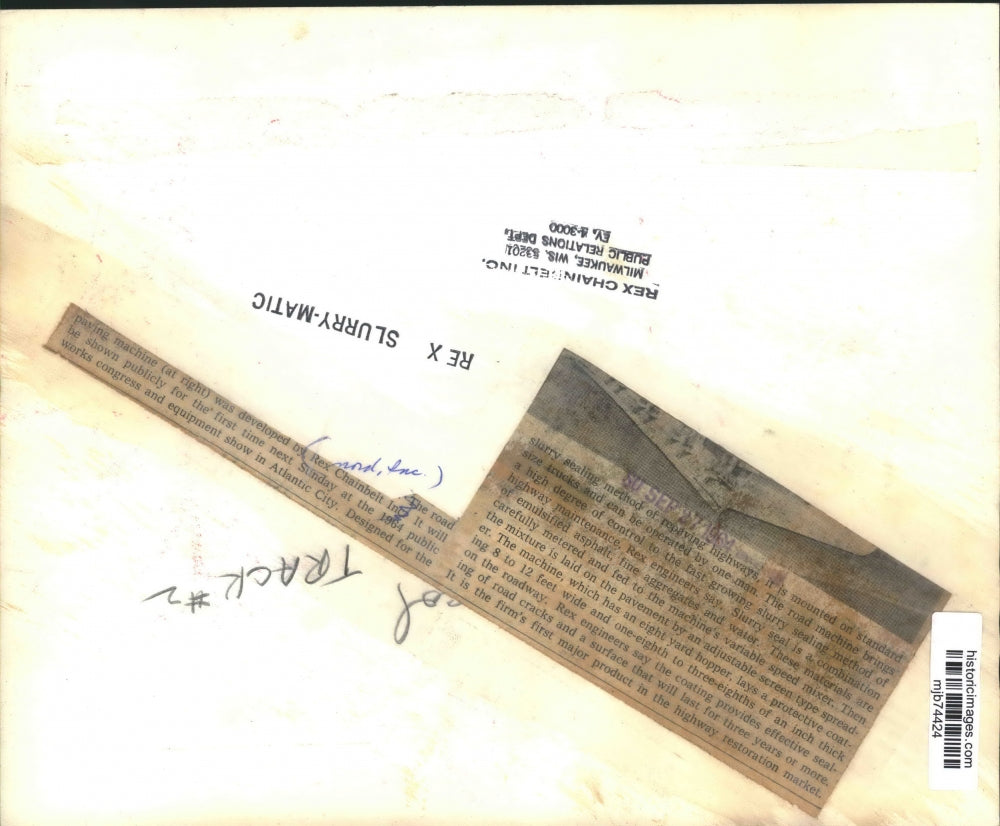 REX CHAINBELT INC.
MILWAUKEE, WIS. 53201
PUBLIC RELATIONS DEPT.
EV. 4-3000
REX SLURRY-MATIC
The road
paving machine (at right) was developed by Rex Chainbelt Inc. It will
be shown publicly for the first time next Sunday at the 1964 public
works congress and equipment show in Atlantic City. Designed for the
(nord, Inc.)
slurry sealing method of repaving highways, it is mounted on standard
size trucks and can be operated by one man. The road machine brings
a high degree of control to the fast growing slurry sealing method of
highway maintenance, Rex engineers say. Slurry seal is a combination
of emulsified asphalt, fine aggregates and water. These materials are
carefully metered and fed to the machine's variable speed mixer. Then
the mixture is laid on the pavement by an adjustable screen type spread-
er. The machine, which has an eight yard hopper, lays a protective coat-
ing 8 to 12 feet wide and one-eighth to three-eighths of an inch thick
on the roadway. Rex engineers say the coating provides effective seal-
ing of road cracks and a surface that will last for three years or more.
It is the firm's first major product in the highway restoration market.
TRACK #2
historicimages.com
mjb74424